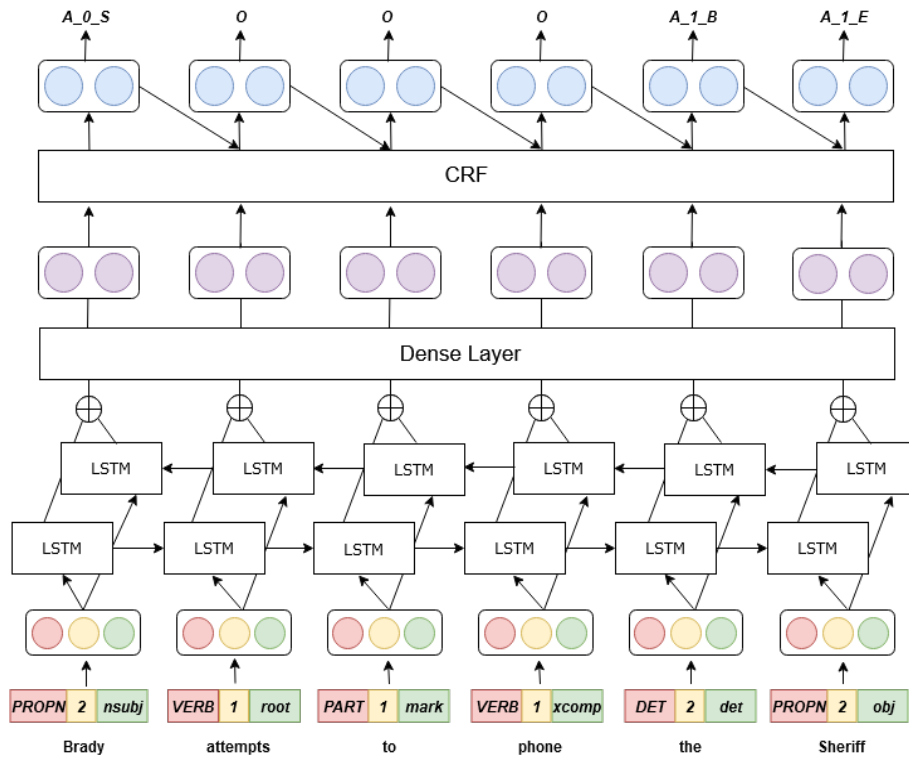 A_0_S O O O A_1_B A_1_E
CRF
Dense Layer
LSTM LSTM LSTM LSTM LSTM LSTM
LSTM LSTM LSTM LSTM LSTM LSTM
PROPN 2 nsubj VERB 1 root PART 1 mark VERB 1 xcomp DET 2 det PROPN 2 obj
Brady attempts to phone the Sheriff